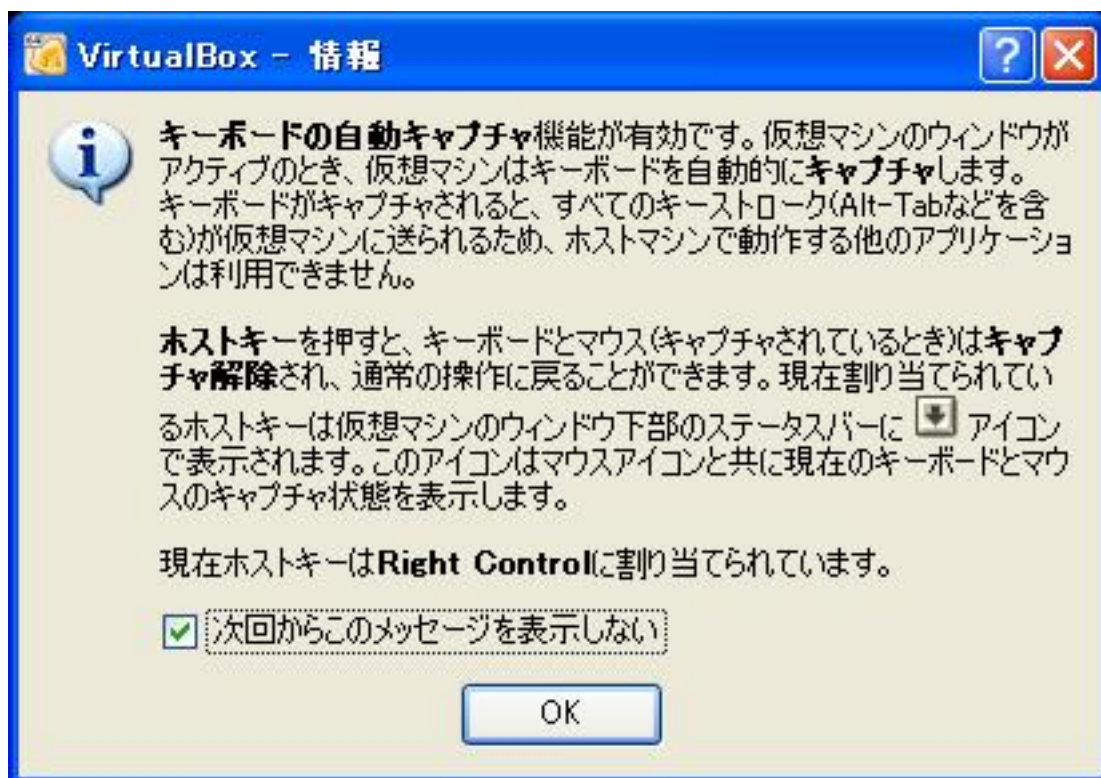 VirtualBox - 情報
キーボードの自動キャプチャ機能が有効です。仮想マシンのウィンドウが
アクティブのとき、仮想マシンはキーボードを自動的にキャプチャします。
キーボードがキャプチャされると、すべてのキーストローク(Alt-Tabなどを含
む)が仮想マシンに送られるため、ホストマシンで動作する他のアプリケーショ
ンは利用できません。
ホストキーを押すと、キーボードとマウス(キャプチャされているとき)はキャプ
チャ解除され、通常の操作に戻ることができます。現在割り当てられてい
るホストキーは仮想マシンのウィンドウ下部のステータスバーに アイコン
で表示されます。このアイコンはマウスアイコンと共に現在のキーボードとマウ
スのキャプチャ状態を表示します。
現在ホストキーはRight Controlに割り当てられています。
次回からこのメッセージを表示しない
OK